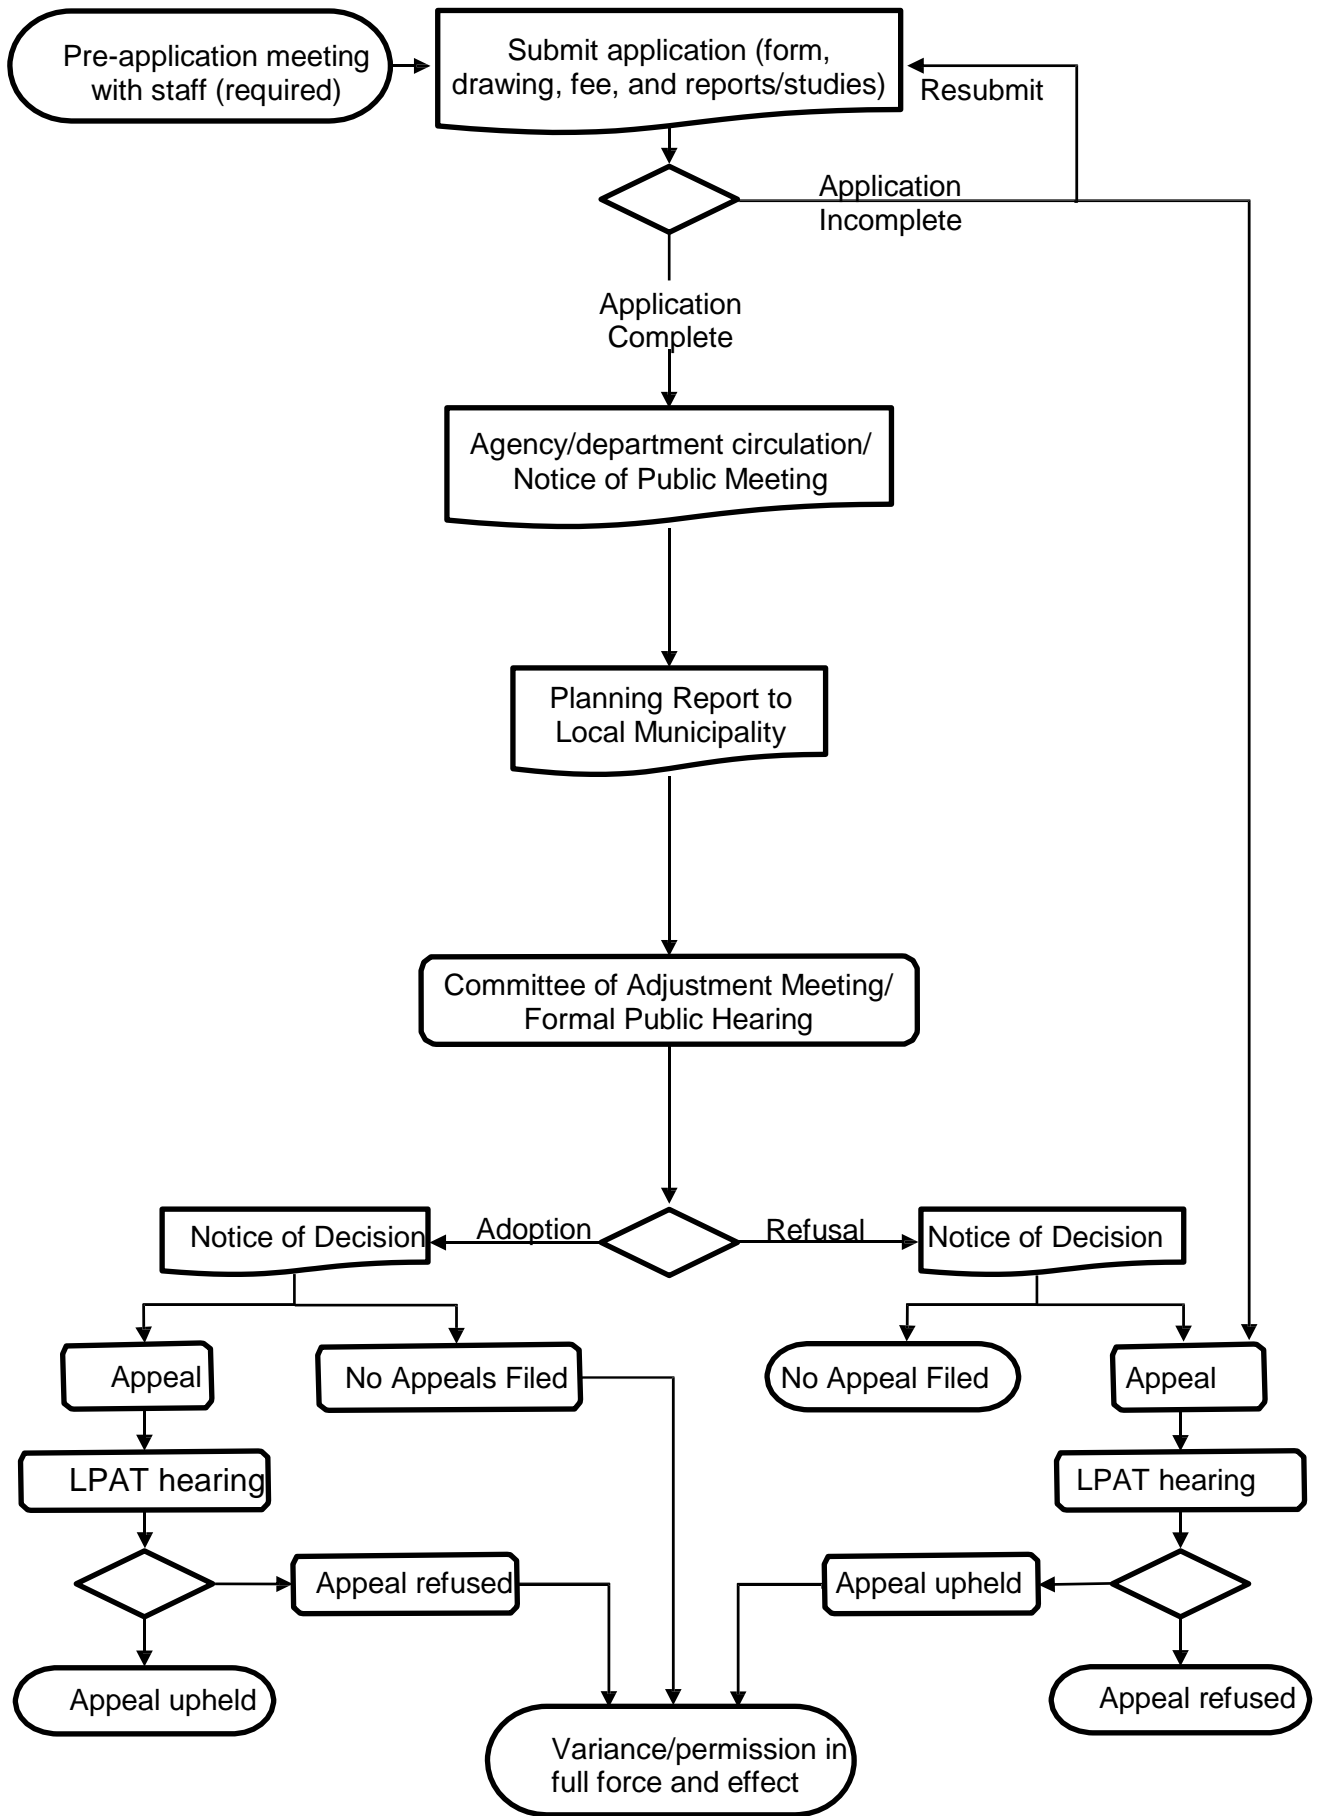 Pre-application meeting
with staff (required)
Submit application (form,
drawing, fee, and reports/studies)
Resubmit
Application
Incomplete
Application
Complete
Agency/department circulation/
Notice of Public Meeting
Planning Report to
Local Municipality
Committee of Adjustment Meeting/
Formal Public Hearing
Notice of Decision
Adoption
Refusal
Notice of Decision
Appeal
No Appeals Filed
No Appeal Filed
Appeal
LPAT hearing
LPAT hearing
Appeal refused
Appeal upheld
Appeal upheld
Appeal refused
Variance/permission in
full force and effect